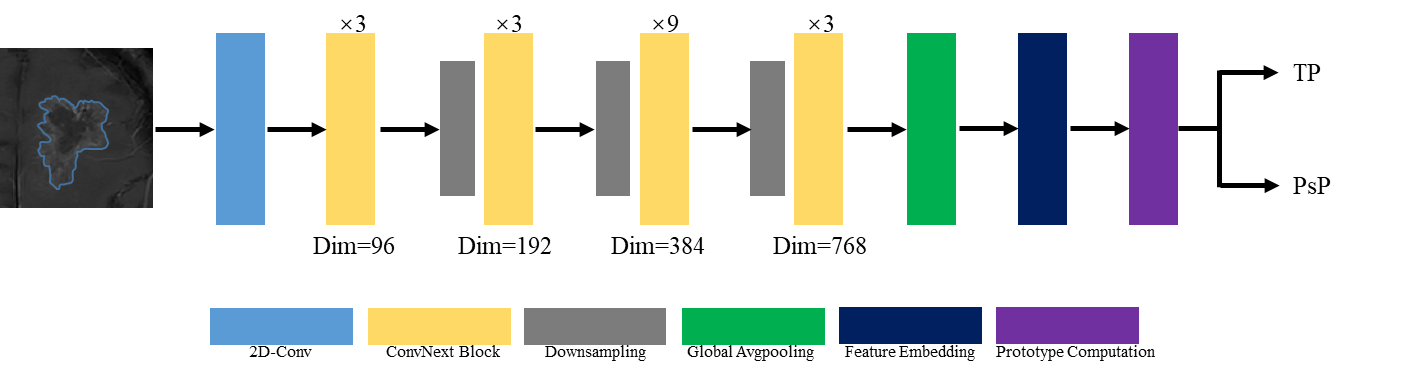 ×3
×3
×9
×3
TP
PsP
Dim=96
Dim=192
Dim=384
Dim=768
2D-Conv
ConvNext Block
Downsampling
Global Avgpooling
Feature Embedding
Prototype Computation